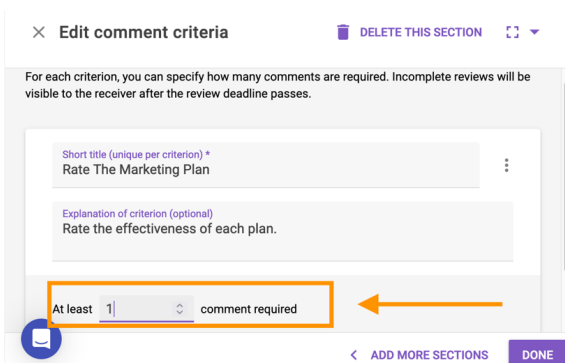 Edit comment criteria
DELETE THIS SECTION
For each criterion, you can specify how many comments are required. Incomplete reviews will be
visible to the receiver after the review deadline passes.
Short title (unique per criterion) *
Rate The Marketing Plan
Explanation of criterion (optional)
Rate the effectiveness of each plan.
At least 1 comment required
ADD MORE SECTIONS
DONE